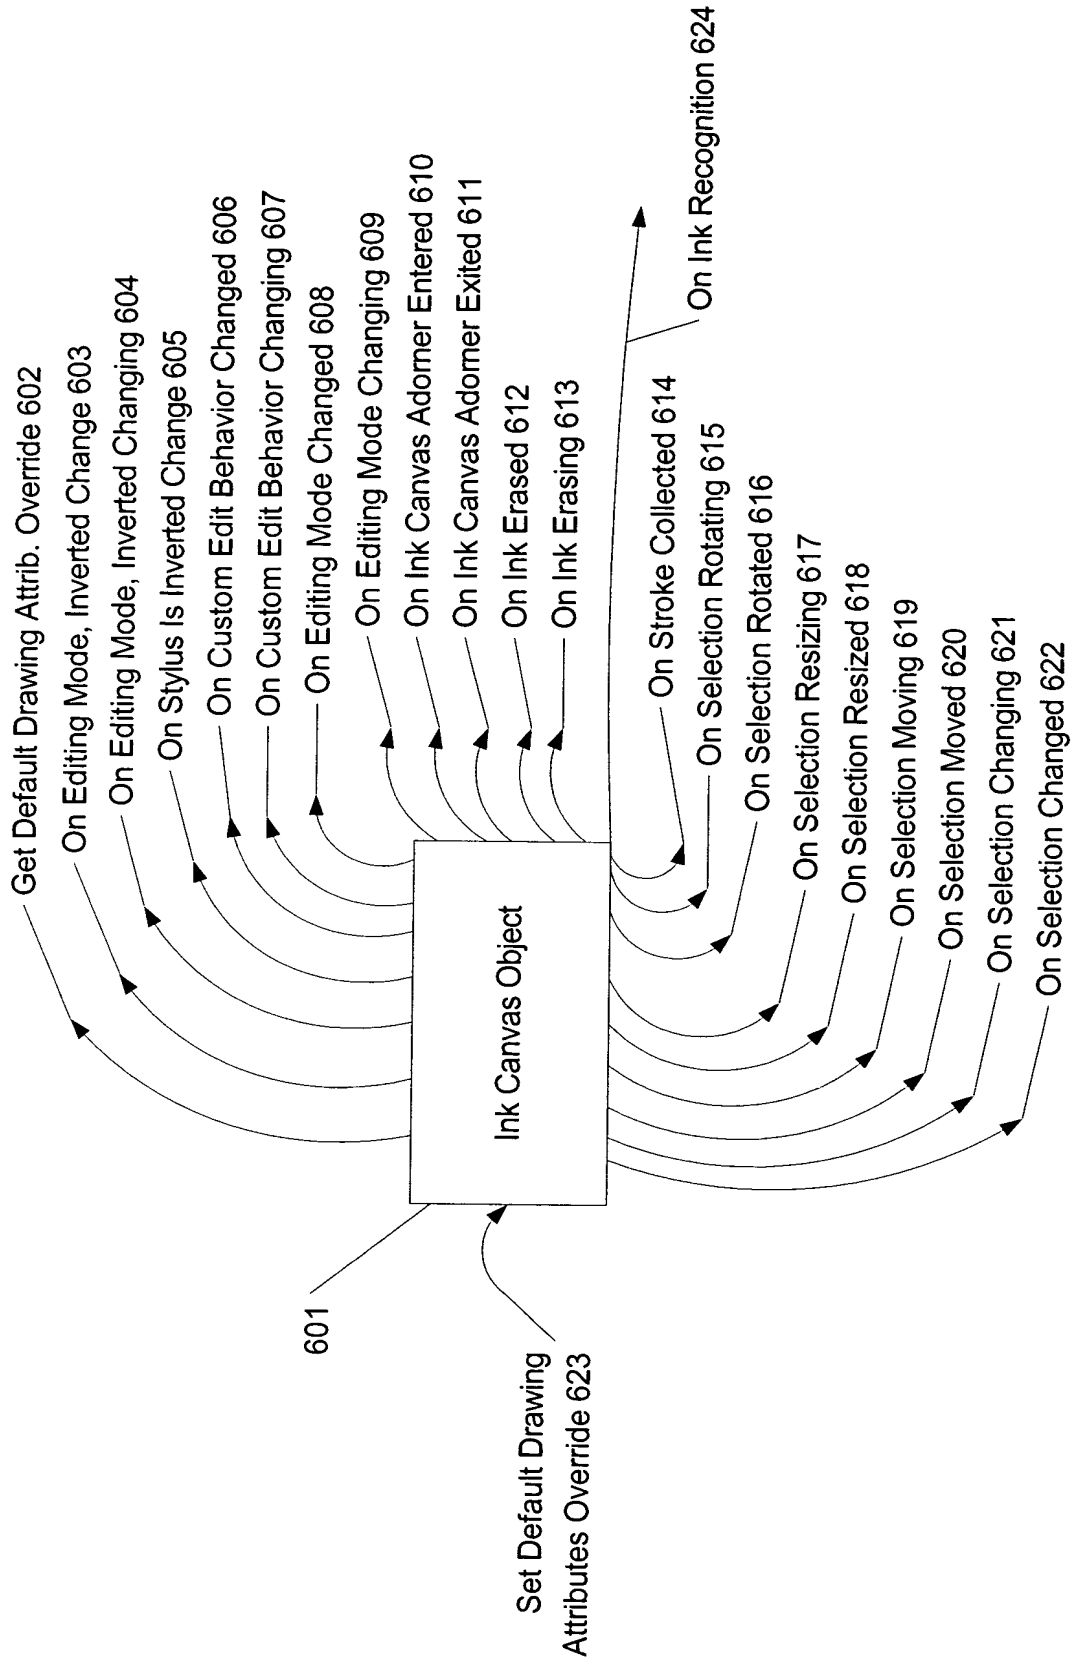 Get Default Drawing Attrib. Override 602
On Editing Mode, Inverted Change 603
On Editing Mode, Inverted Changing 604
On Stylus Is Inverted Change 605
On Custom Edit Behavior Changed 606
On Custom Edit Behavior Changing 607
On Editing Mode Changed 608
On Editing Mode Changing 609
On Ink Canvas Adorner Entered 610
On Ink Canvas Adorner Exited 611
On Ink Erased 612
On Ink Erasing 613
601
Ink Canvas Object
Set Default Drawing
Attributes Override 623
On Ink Recognition 624
On Stroke Collected 614
On Selection Rotating 615
On Selection Rotated 616
On Selection Resizing 617
On Selection Resized 618
On Selection Moving 619
On Selection Moved 620
On Selection Changing 621
On Selection Changed 622